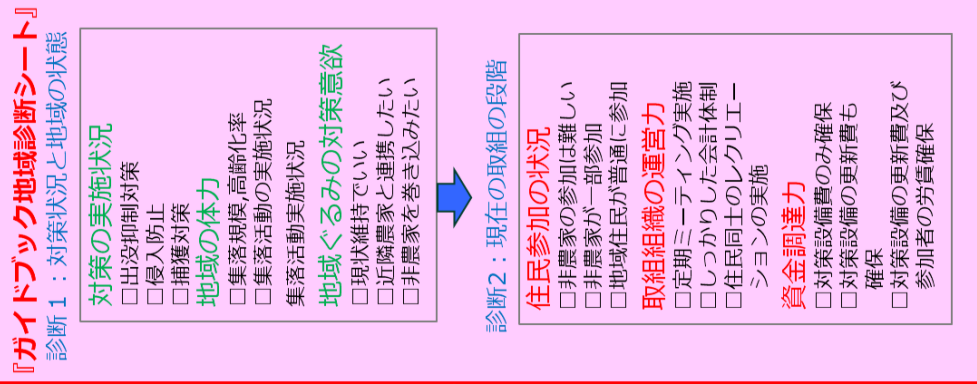 『ガイドブック地域診断シート』
診断1：対策状況と地域の状態
対策の実施状況
□出没抑制対策
□侵入防止
□捕獲対策
地域の体力
□集落規模,高齢化率
□集落活動の実施状況
集落活動実施状況
地域ぐるみの対策意欲
□現状維持でいい
□近隣農家と連携したい
□非農家を巻き込みたい
診断2：現在の取組の段階
住民参加の状況
□非農家の参加は難しい
□非農家が一部参加
□地域住民が普通に参加
取組組織の運営力
□定期ミーティング実施
□しっかりした会計体制
□住民同士のレクリエー
ションの実施
資金調達力
□対策設備費のみ確保
□対策設備の更新費も
確保
□対策設備の更新費及び
参加者の労賃確保